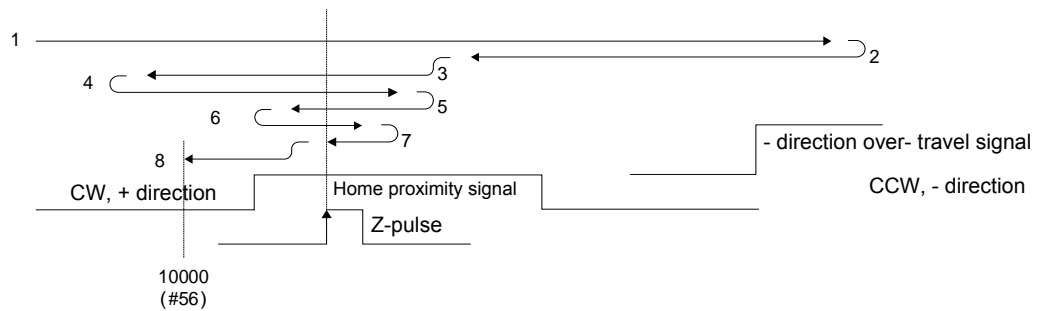 1
2
3
4
5
6
7
8
- direction over- travel signal
CW, + direction
Home proximity signal
CCW, - direction
Z-pulse
10000
(#56)